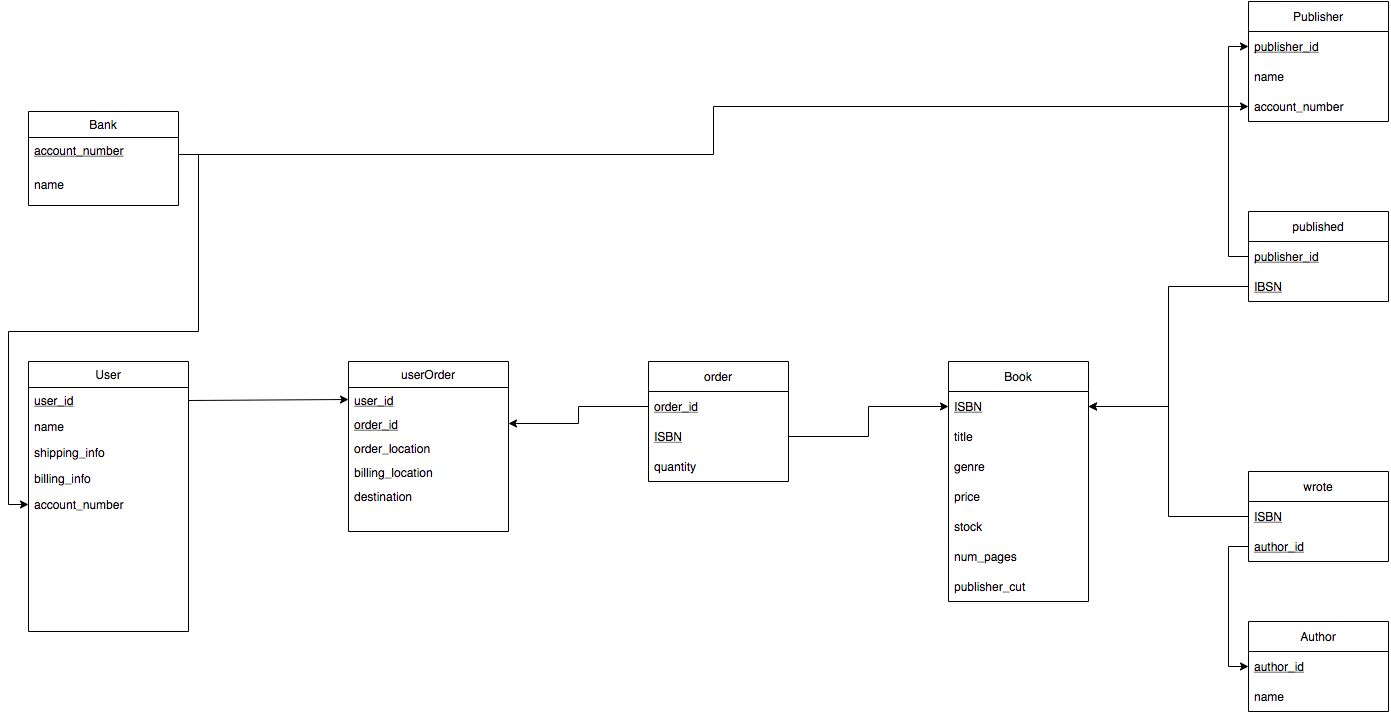 Publisher
publisher_id
name
account_number
Bank
account_number
name
published
publisher_id
IBSN
User
user_id
name
shipping_info
billing_info
account_number
userOrder
user_id
order_id
order_location
billing_location
destination
order
order_id
ISBN
quantity
Book
ISBN
title
genre
price
stock
num_pages
publisher_cut
wrote
ISBN
author_id
Author
author_id
name